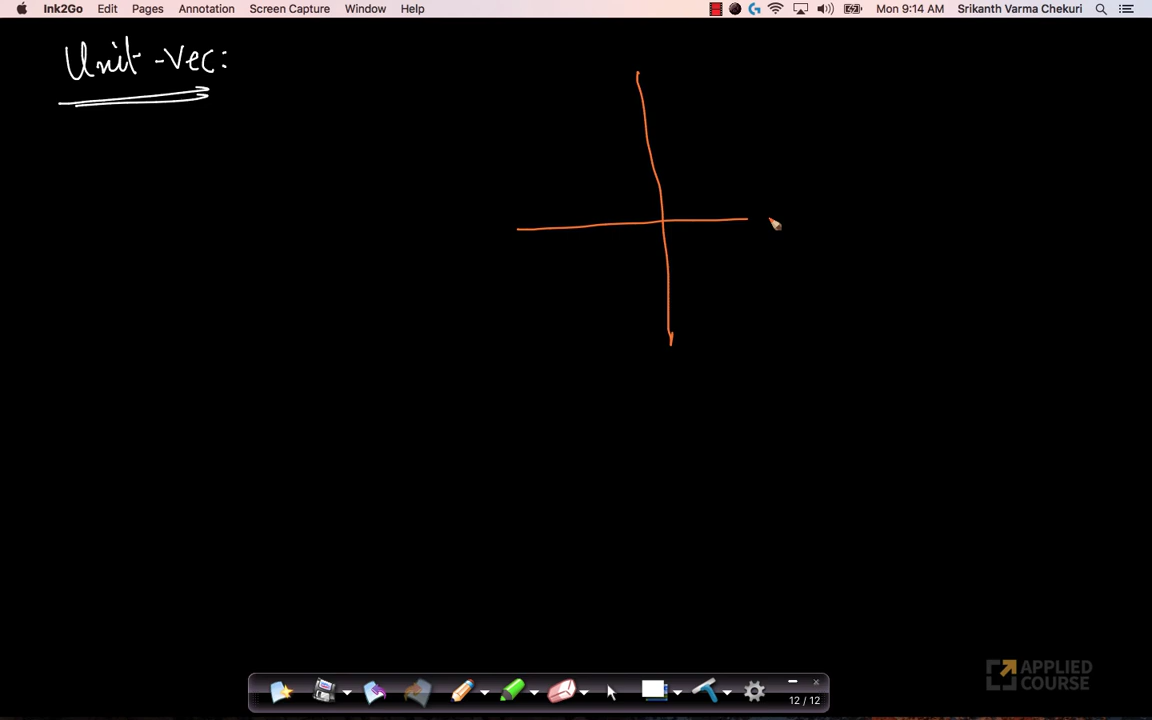 Ink2Go Edit Pages Annotation Screen Capture Window Help Mon 9:14 AM Srikanth Varma Chekuri
Unit-Vec:
12 / 12
APPLIED
COURSE